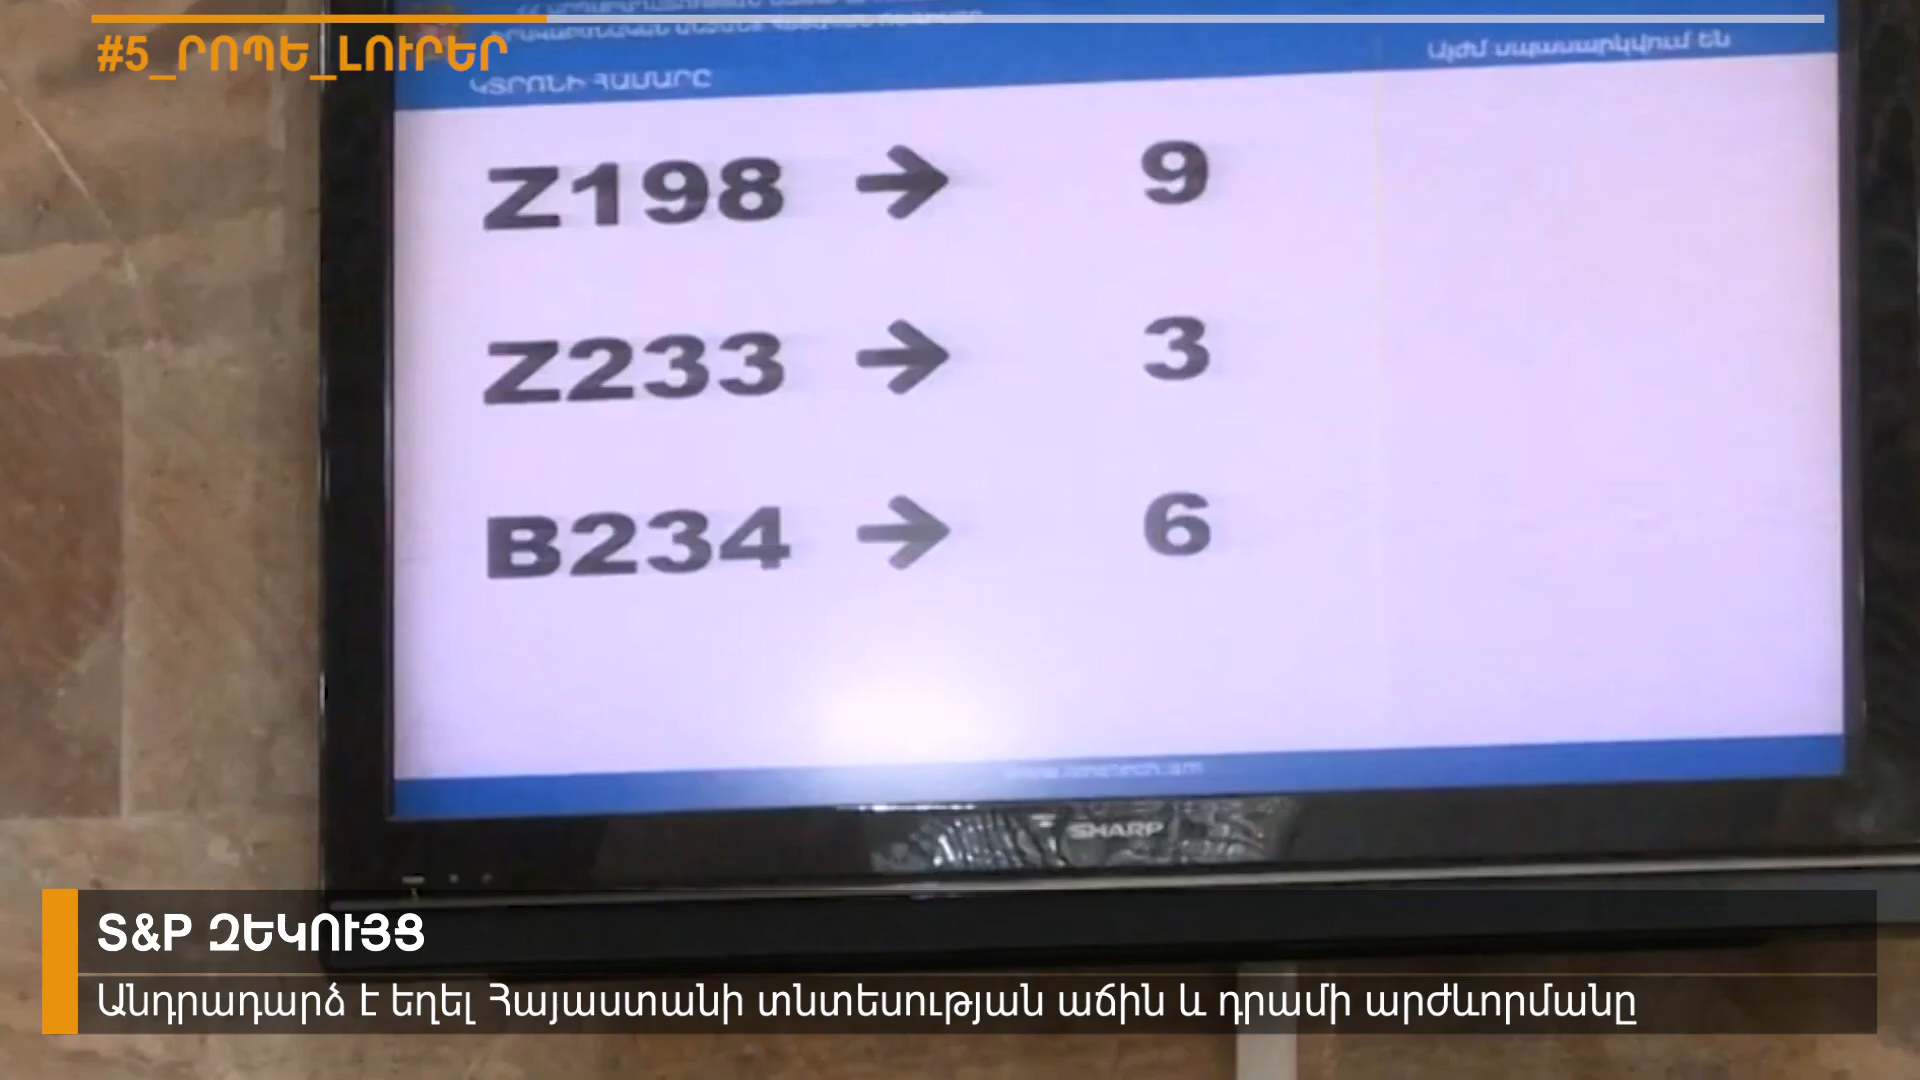 #5_ՐՈՊԵ_ԼՈՒՐԵՐ
Այժմ սպասարկվում են
ԿՏՐՈՆԻ ՀԱՄԱՐԸ
Z198 → 9
Z233 → 3
B234 → 6
SHARP
S&P ԶԵԿՈՒՅՑ
Անդրադարձ է եղել Հայաստանի տնտեսության աճին և դրամի արժևորմանը